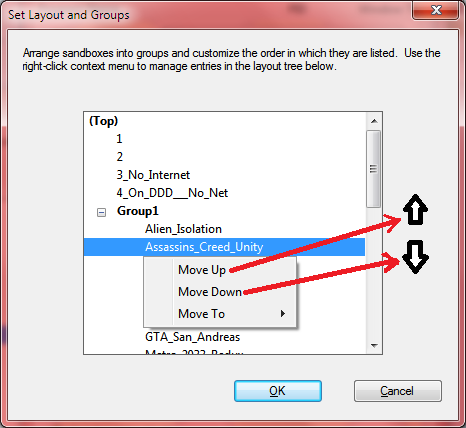 Set Layout and Groups
Arrange sandboxes into groups and customize the order in which they are listed. Use the
right-click context menu to manage entries in the layout tree below.
(Top)
1
2
3_No_Internet
4_On_DDD___No_Net
Group1
Alien_Isolation
Assassins_Creed_Unity
Move Up
Move Down
Move To
GTA_San_Andreas
OK
Cancel